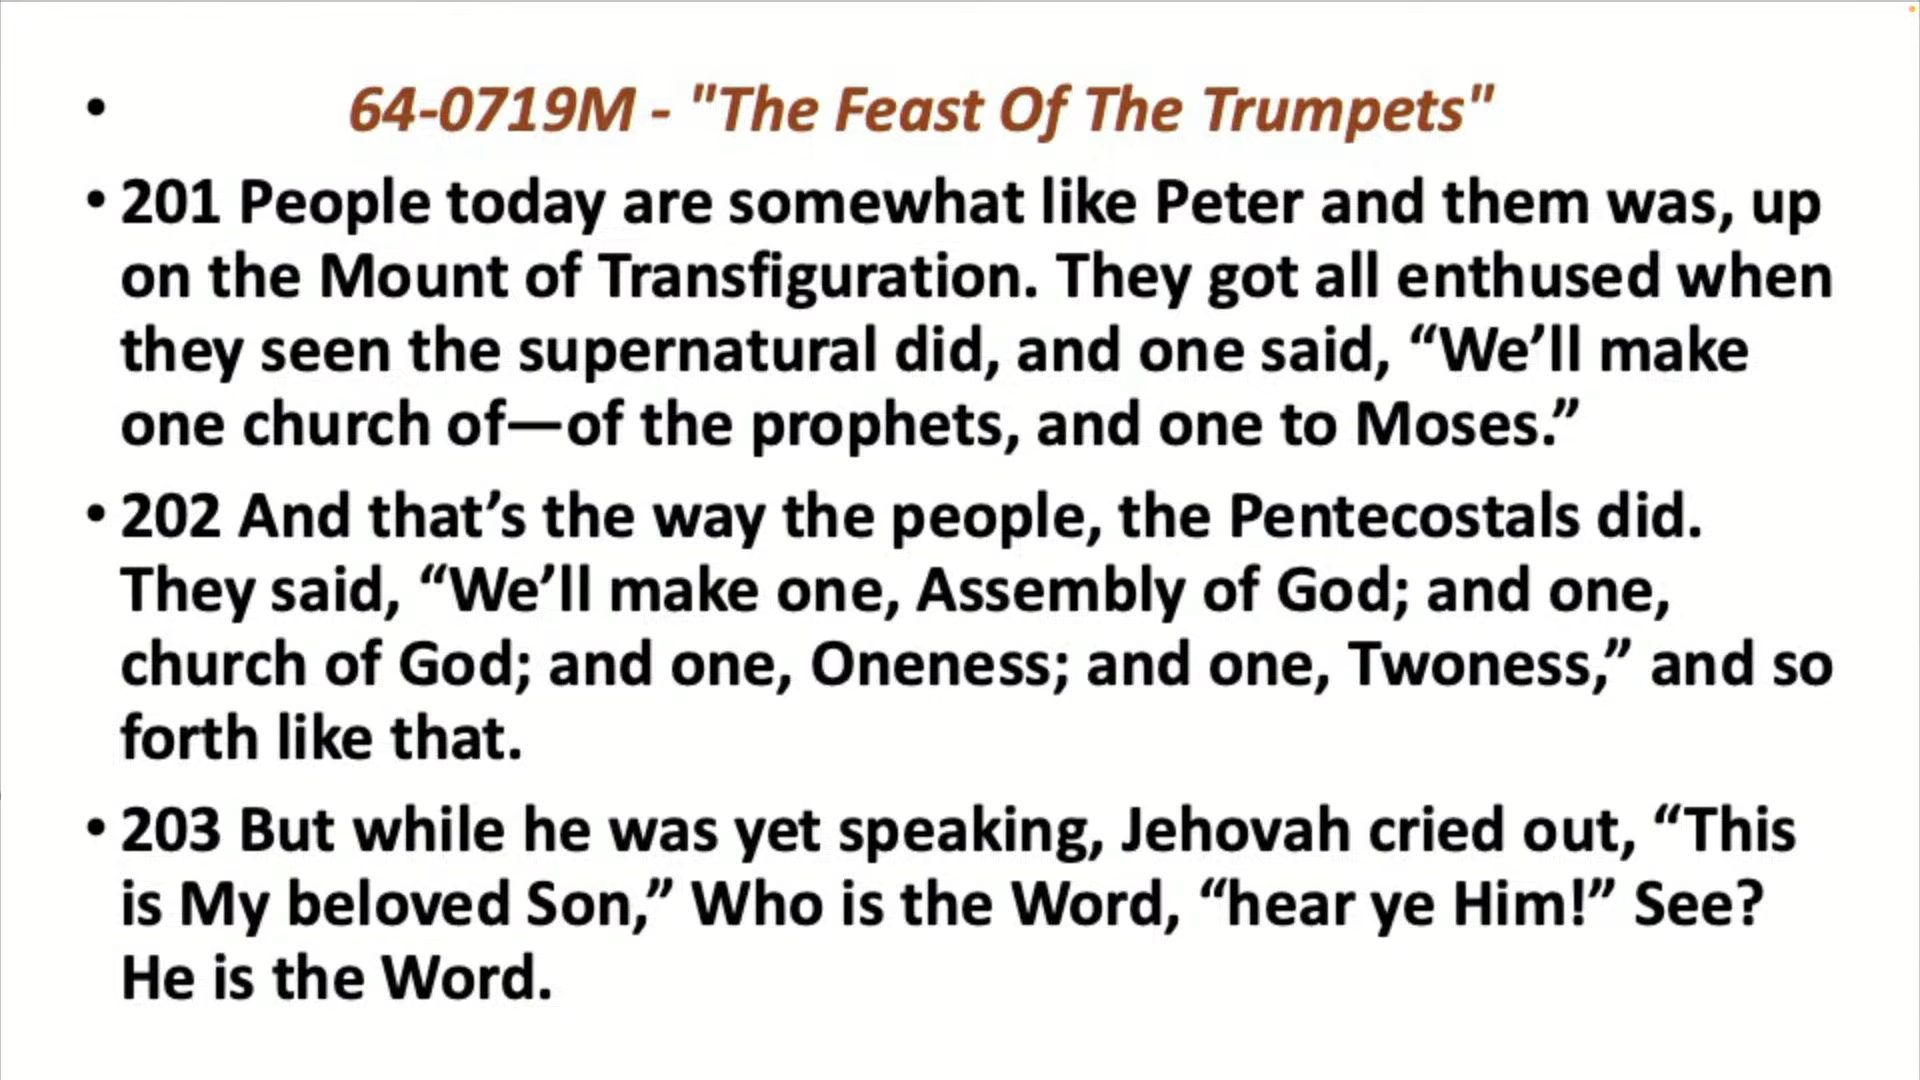 • 64-0719M - "The Feast Of The Trumpets"
• 201 People today are somewhat like Peter and them was, up
on the Mount of Transfiguration. They got all enthused when
they seen the supernatural did, and one said, “We’ll make
one church of—of the prophets, and one to Moses.”
• 202 And that’s the way the people, the Pentecostals did.
They said, “We’ll make one, Assembly of God; and one,
church of God; and one, Oneness; and one, Twoness,” and so
forth like that.
• 203 But while he was yet speaking, Jehovah cried out, “This
is My beloved Son,” Who is the Word, “hear ye Him!” See?
He is the Word.